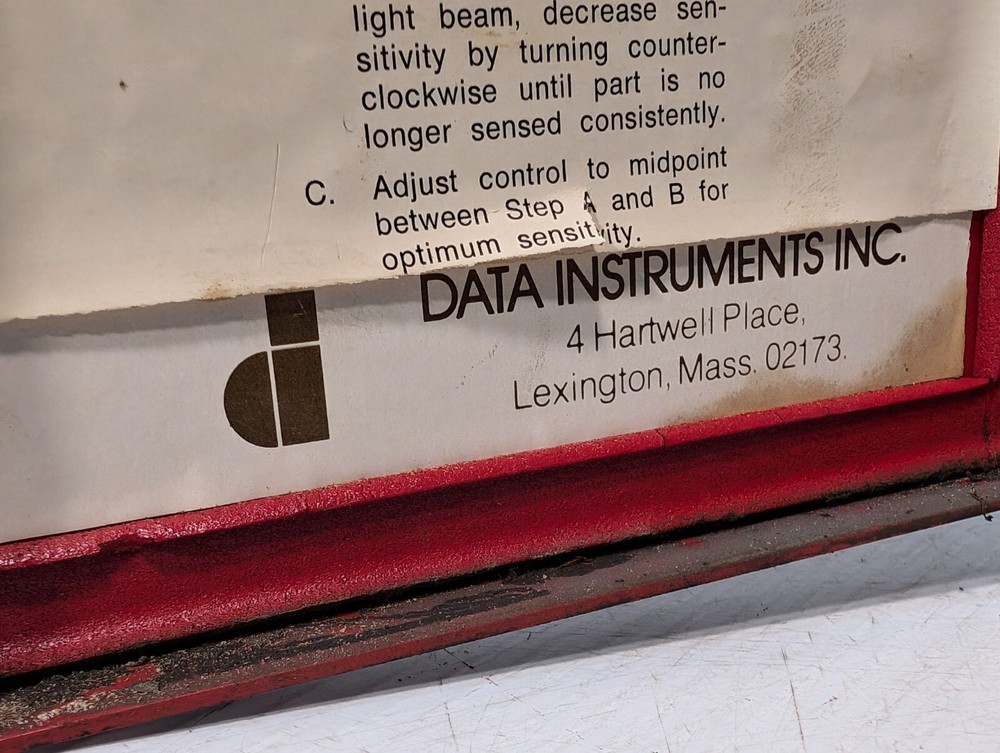 light beam, decrease sen-
sitivity by turning counter-
clockwise until part is no
longer sensed consistently.
C. Adjust control to midpoint
between Step A and B for
optimum sensitivity.
DATA INSTRUMENTS INC.
4 Hartwell Place,
Lexington, Mass. 02173.
di